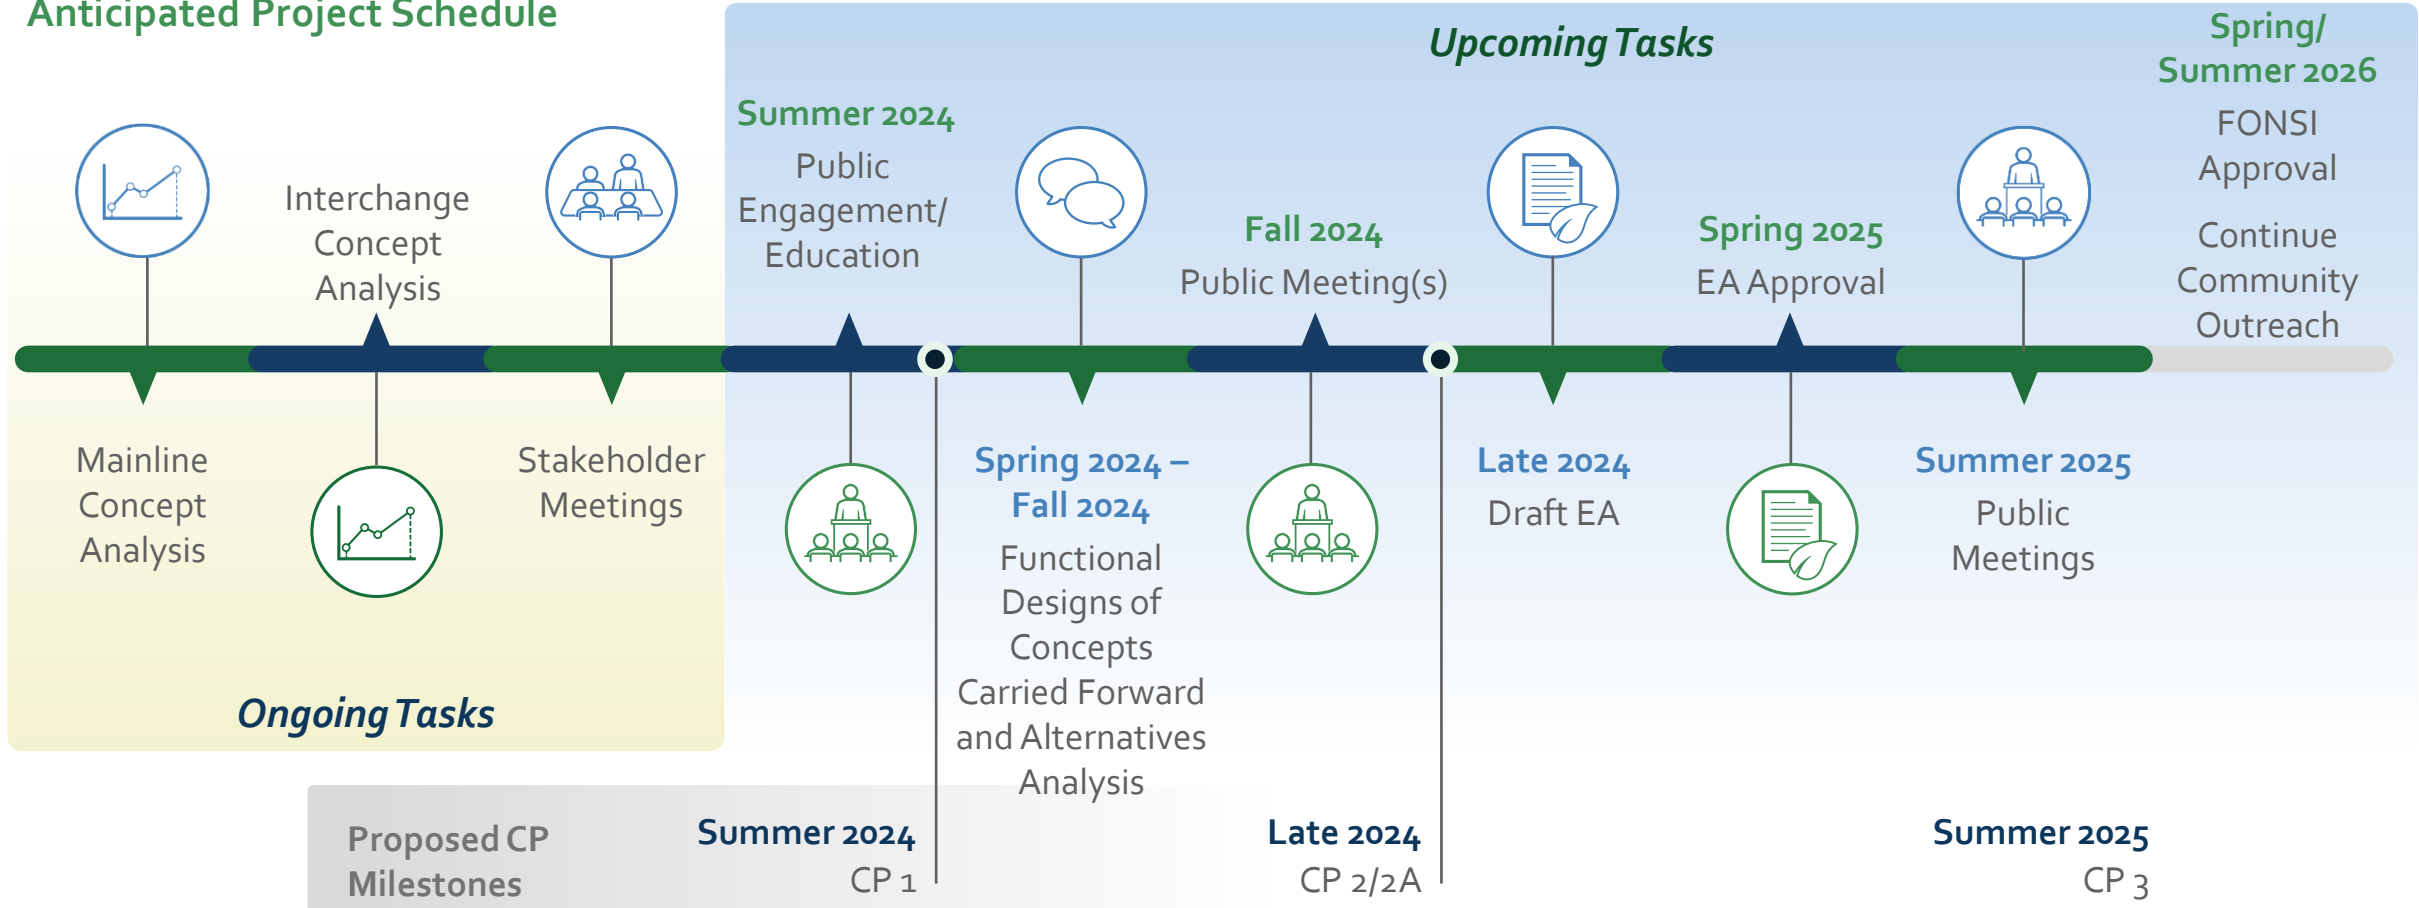 Anticipated Project Schedule
Upcoming Tasks
Mainline
Concept
Analysis
Interchange
Concept
Analysis
Stakeholder
Meetings
Ongoing Tasks
Summer 2024
Public
Engagement/
Education
Spring 2024 –
Fall 2024
Functional
Designs of
Concepts
Carried Forward
and Alternatives
Analysis
Fall 2024
Public Meeting(s)
Late 2024
Draft EA
Spring 2025
EA Approval
Summer 2025
Public
Meetings
Spring/
Summer 2026
FONSI
Approval
Continue
Community
Outreach
Proposed CP
Milestones
Summer 2024
CP 1
Late 2024
CP 2/2A
Summer 2025
CP 3